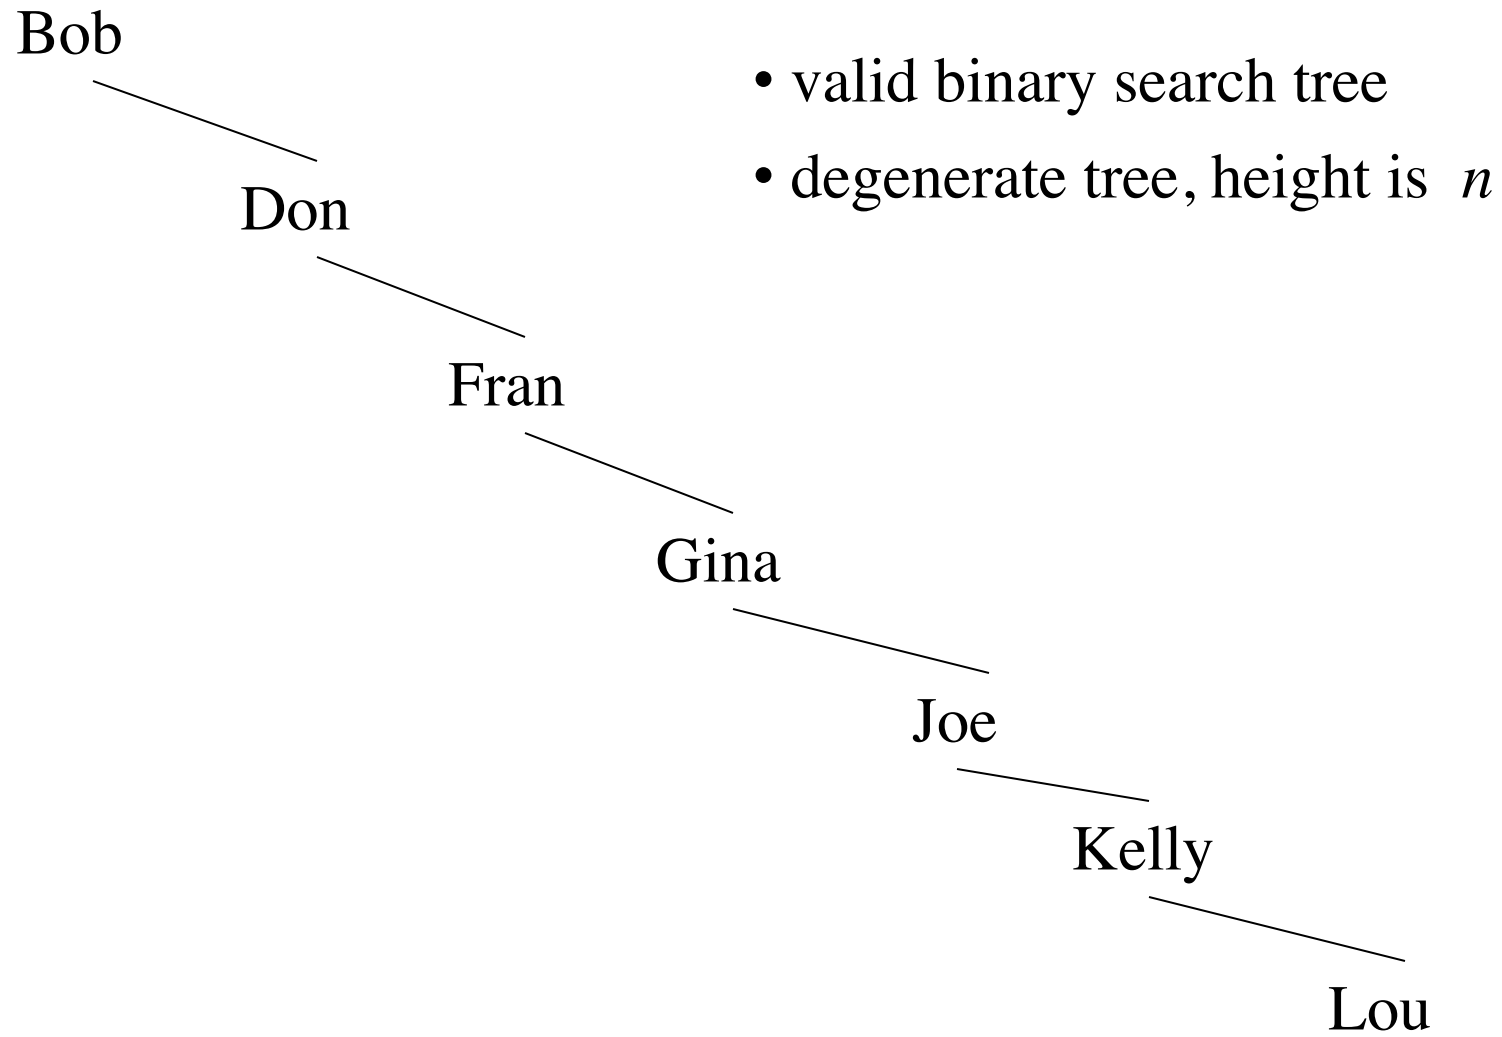 Bob
• valid binary search tree
• degenerate tree, height is n
Don
Fran
Gina
Joe
Kelly
Lou